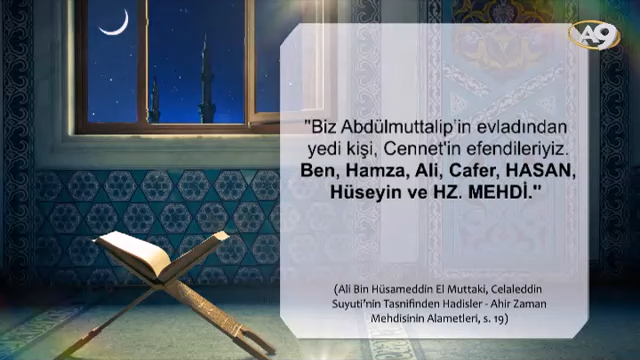 A9
"Biz Abdülmuttalip'in evladından
yedi kişi, Cennet'in efendileriyiz.
Ben, Hamza, Ali, Cafer, HASAN,
Hüseyin ve HZ. MEHDİ."
(Ali Bin Hüsameddin El Muttaki, Celaleddin
Suyuti'nin Tasnifinden Hadisler - Ahir Zaman
Mehdisinin Alametleri, s. 19)